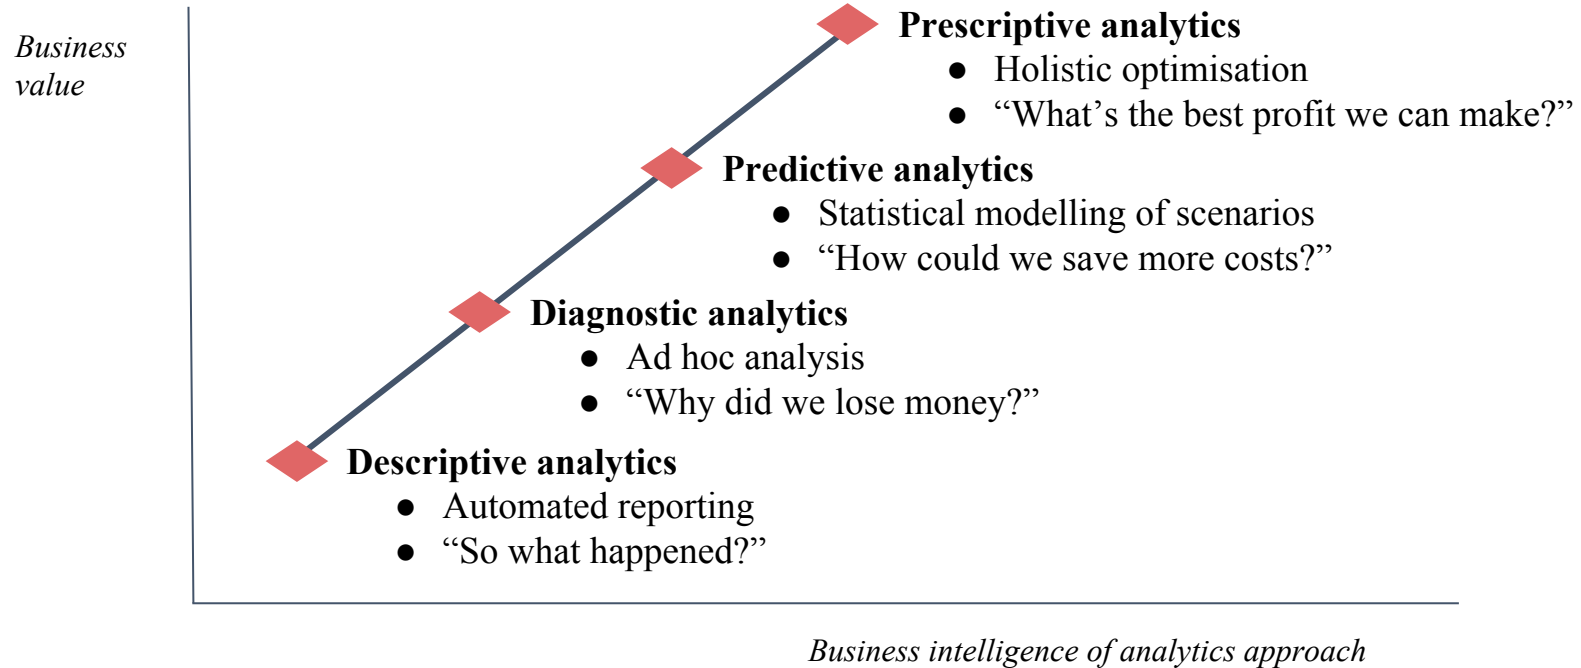 Business
value
Prescriptive analytics
● Holistic optimisation
● “What’s the best profit we can make?”
Predictive analytics
● Statistical modelling of scenarios
● “How could we save more costs?”
Diagnostic analytics
● Ad hoc analysis
● “Why did we lose money?”
Descriptive analytics
● Automated reporting
● “So what happened?”
Business intelligence of analytics approach